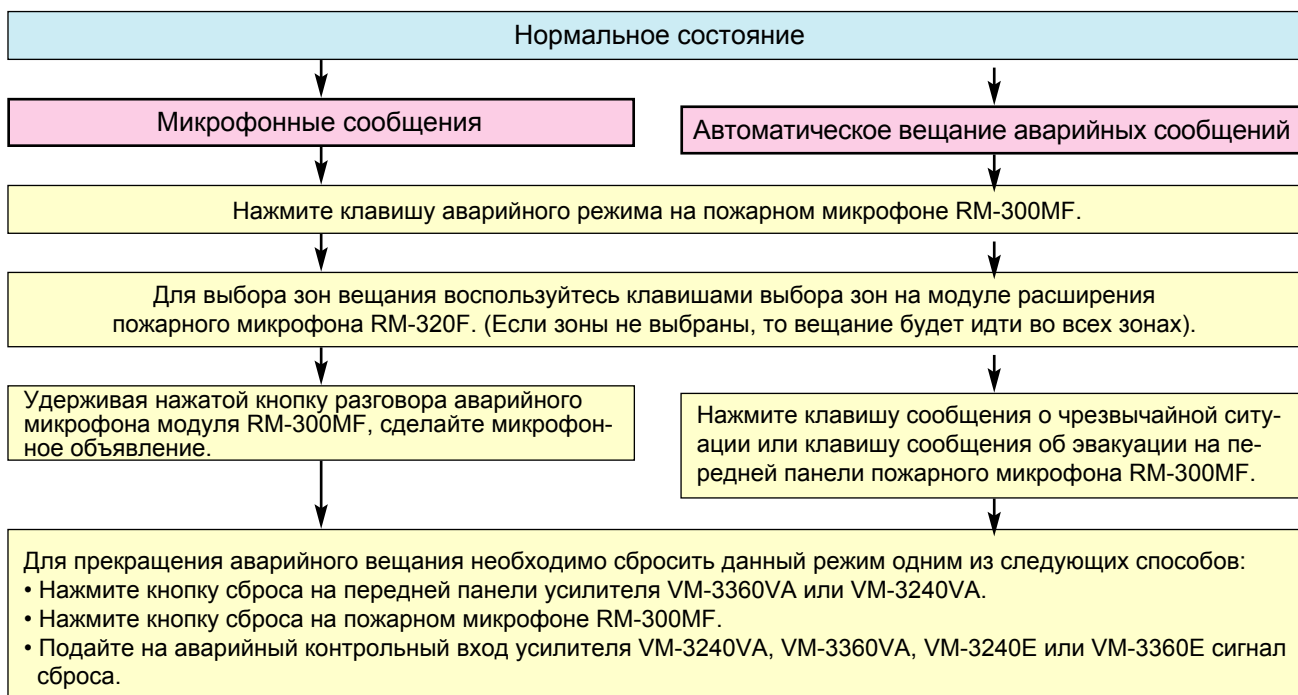 Нормальное состояние
Микрофонные сообщения
Автоматическое вещание аварийных сообщений
Нажмите клавишу аварийного режима на пожарном микрофоне RM-300MF.
Для выбора зон вещания воспользуйтесь клавишами выбора зон на модуле расширения
пожарного микрофона RM-320F. (Если зоны не выбраны, то вещание будет идти во всех зонах).
Удерживая нажатой кнопку разговора аварийного
микрофона модуля RM-300MF, сделайте микрофон-
ное объявление.
Нажмите клавишу сообщения о чрезвычайной ситу-
ации или клавишу сообщения об эвакуации на пе-
редней панели пожарного микрофона RM-300MF.
Для прекращения аварийного вещания необходимо сбросить данный режим одним из следующих способов:
• Нажмите кнопку сброса на передней панели усилителя VM-3360VA или VM-3240VA.
• Нажмите кнопку сброса на пожарном микрофоне RM-300MF.
• Подайте на аварийный контрольный вход усилителя VM-3240VA, VM-3360VA, VM-3240E или VM-3360E сигнал
сброса.